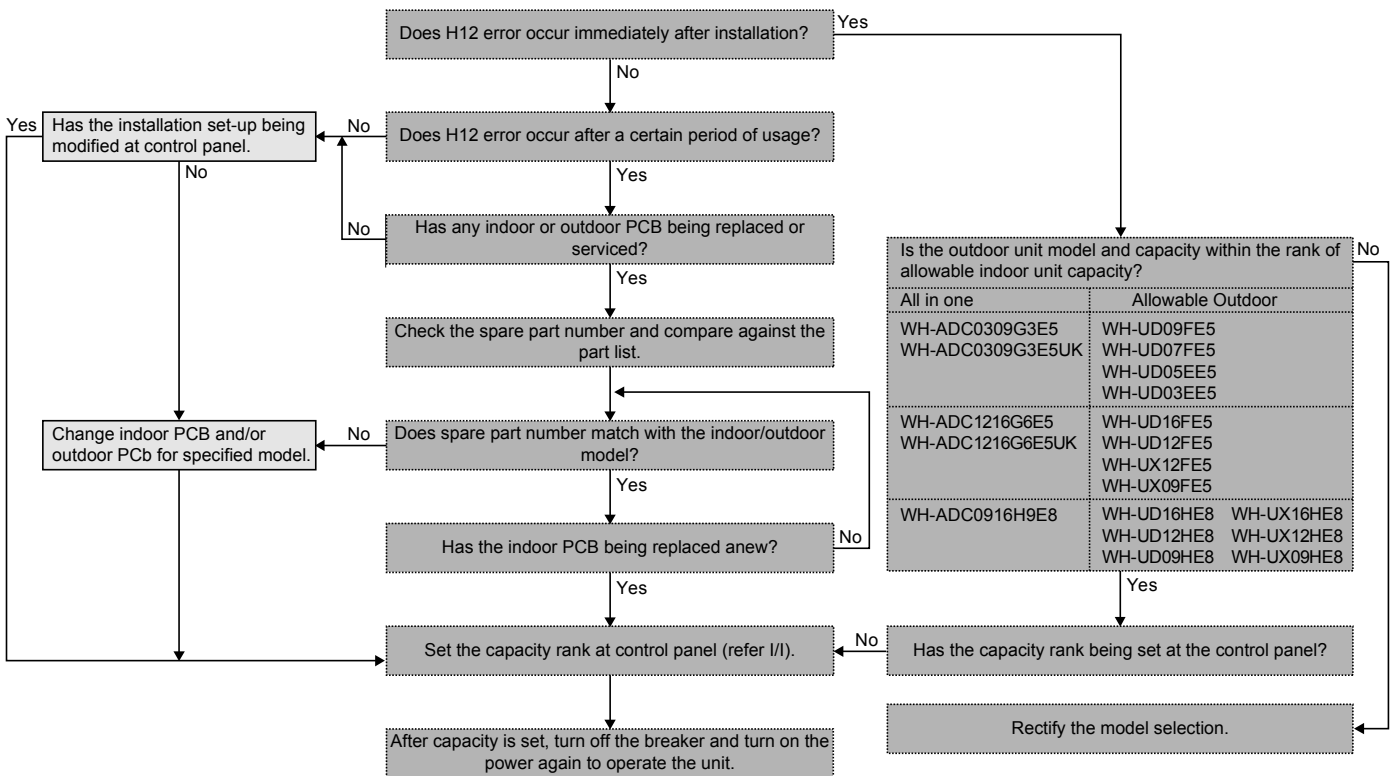 Does H12 error occur immediately after installation?
Yes
No
Yes
Has the installation set-up being
modified at control panel.
No
Does H12 error occur after a certain period of usage?
No
Yes
No
Has any indoor or outdoor PCB being replaced or
serviced?
Yes
Is the outdoor unit model and capacity within the rank of
allowable indoor unit capacity?
No
All in one
Allowable Outdoor
WH-ADC0309G3E5
WH-ADC0309G3E5UK
WH-UD09FE5
WH-UD07FE5
WH-UD05EE5
WH-UD03EE5
WH-ADC1216G6E5
WH-ADC1216G6E5UK
WH-UD16FE5
WH-UD12FE5
WH-UX12FE5
WH-UX09FE5
WH-ADC0916H9E8
WH-UD16HE8 WH-UX16HE8
WH-UD12HE8 WH-UX12HE8
WH-UD09HE8 WH-UX09HE8
Yes
Check the spare part number and compare against the
part list.
Change indoor PCB and/or
outdoor PCb for specified model.
No
Does spare part number match with the indoor/outdoor
model?
Yes
Has the indoor PCB being replaced anew?
No
Yes
Set the capacity rank at control panel (refer I/I).
No
Has the capacity rank being set at the control panel?
Rectify the model selection.
After capacity is set, turn off the breaker and turn on the
power again to operate the unit.